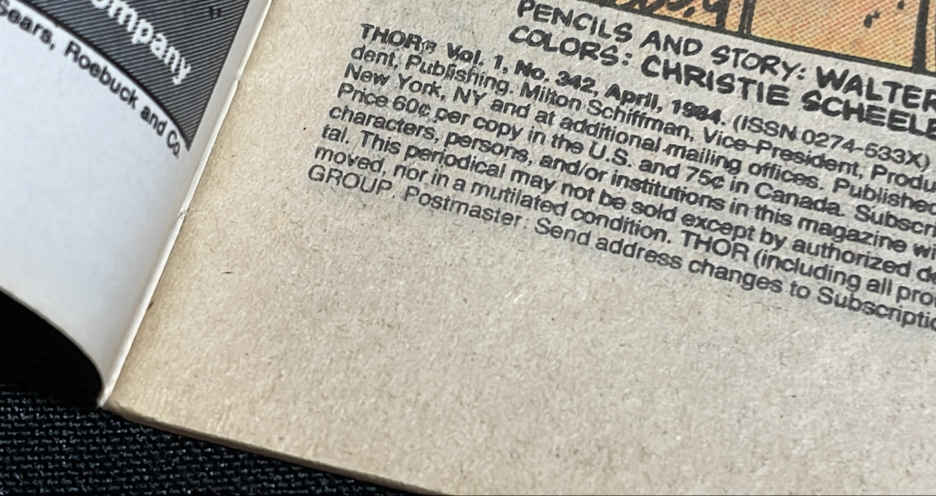 ompany
Sears, Roebuck and Co.
PENCILS AND STORY: WALTER
COLORS: CHRISTIE SCHEELE
THOR® Vol. 1, No. 342, April, 1984. (ISSN 0274-533X)
dent, Publishing. Milton Schiffman, Vice-President, Produ
New York, NY and at additional mailing offices. Published
Price 60¢ per copy in the U.S. and 75¢ in Canada. Subscri
characters, persons, and/or institutions in this magazine wi
tal. This periodical may not be sold except by authorized de
moved, nor in a mutilated condition. THOR (including all pro
GROUP. Postmaster: Send address changes to Subscriptio